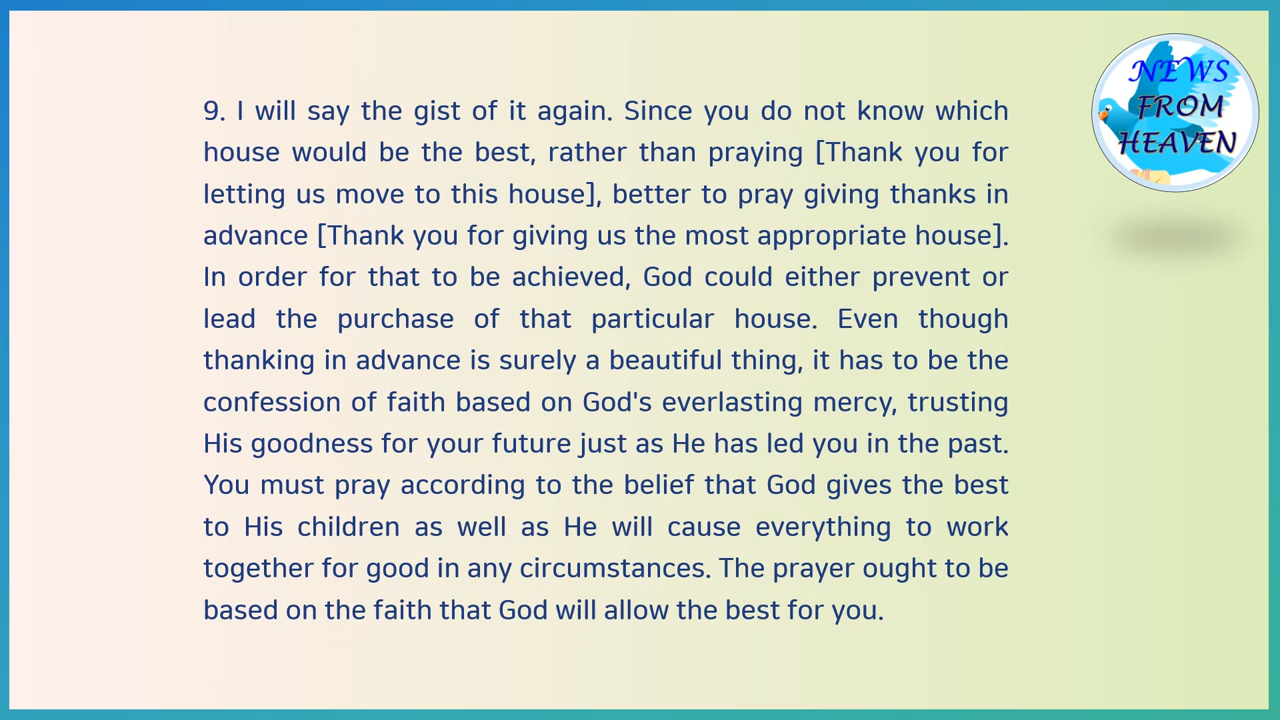 9. I will say the gist of it again. Since you do not know which
house would be the best, rather than praying [Thank you for
letting us move to this house], better to pray giving thanks in
advance [Thank you for giving us the most appropriate house].
In order for that to be achieved, God could either prevent or
lead the purchase of that particular house. Even though
thanking in advance is surely a beautiful thing, it has to be the
confession of faith based on God's everlasting mercy, trusting
His goodness for your future just as He has led you in the past.
You must pray according to the belief that God gives the best
to His children as well as He will cause everything to work
together for good in any circumstances. The prayer ought to be
based on the faith that God will allow the best for you.
NEWS
FROM
HEAVEN